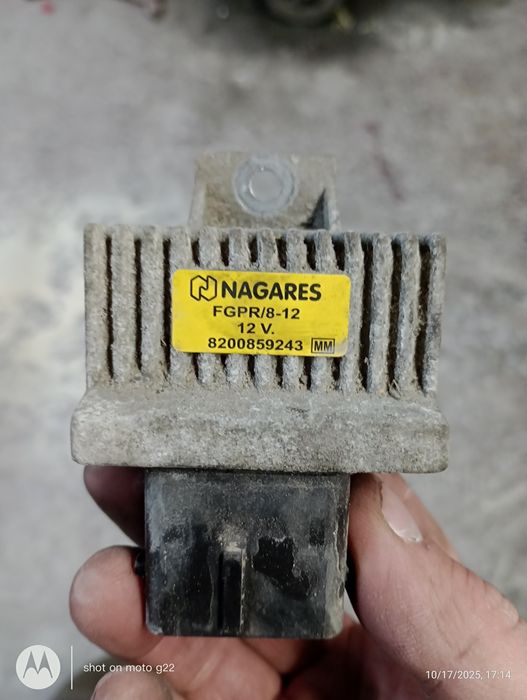 NAGARES
FGPR/8-12
12 V.
8200859243 MM
shot on moto g22
10/17/2025, 17:14